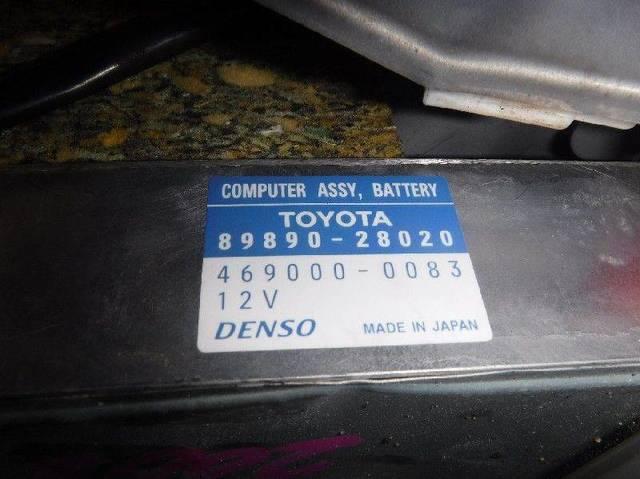 COMPUTER ASSY, BATTERY
TOYOTA
89890-28020
469000-0083
12V
DENSO MADE IN JAPAN